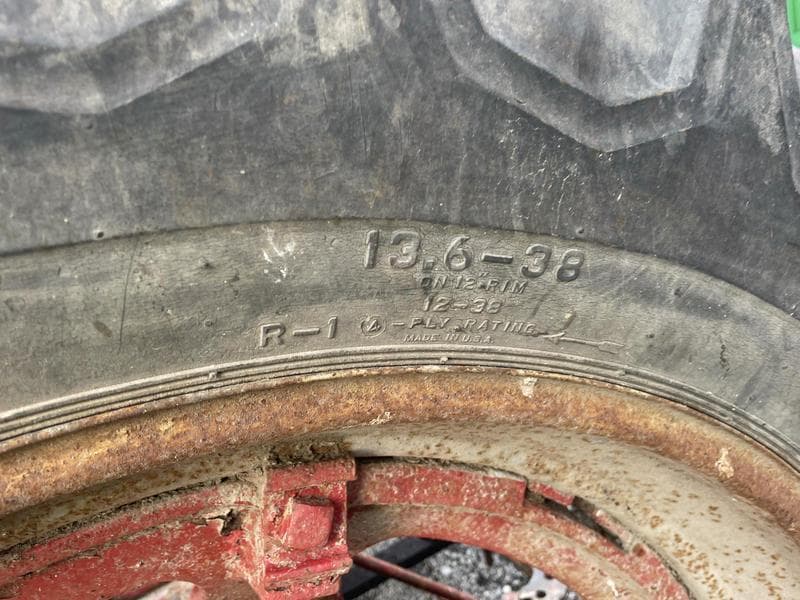 13.6-38
ON 12" RIM
12-38
R-1 4-PLY RATING
MADE IN U.S.A.